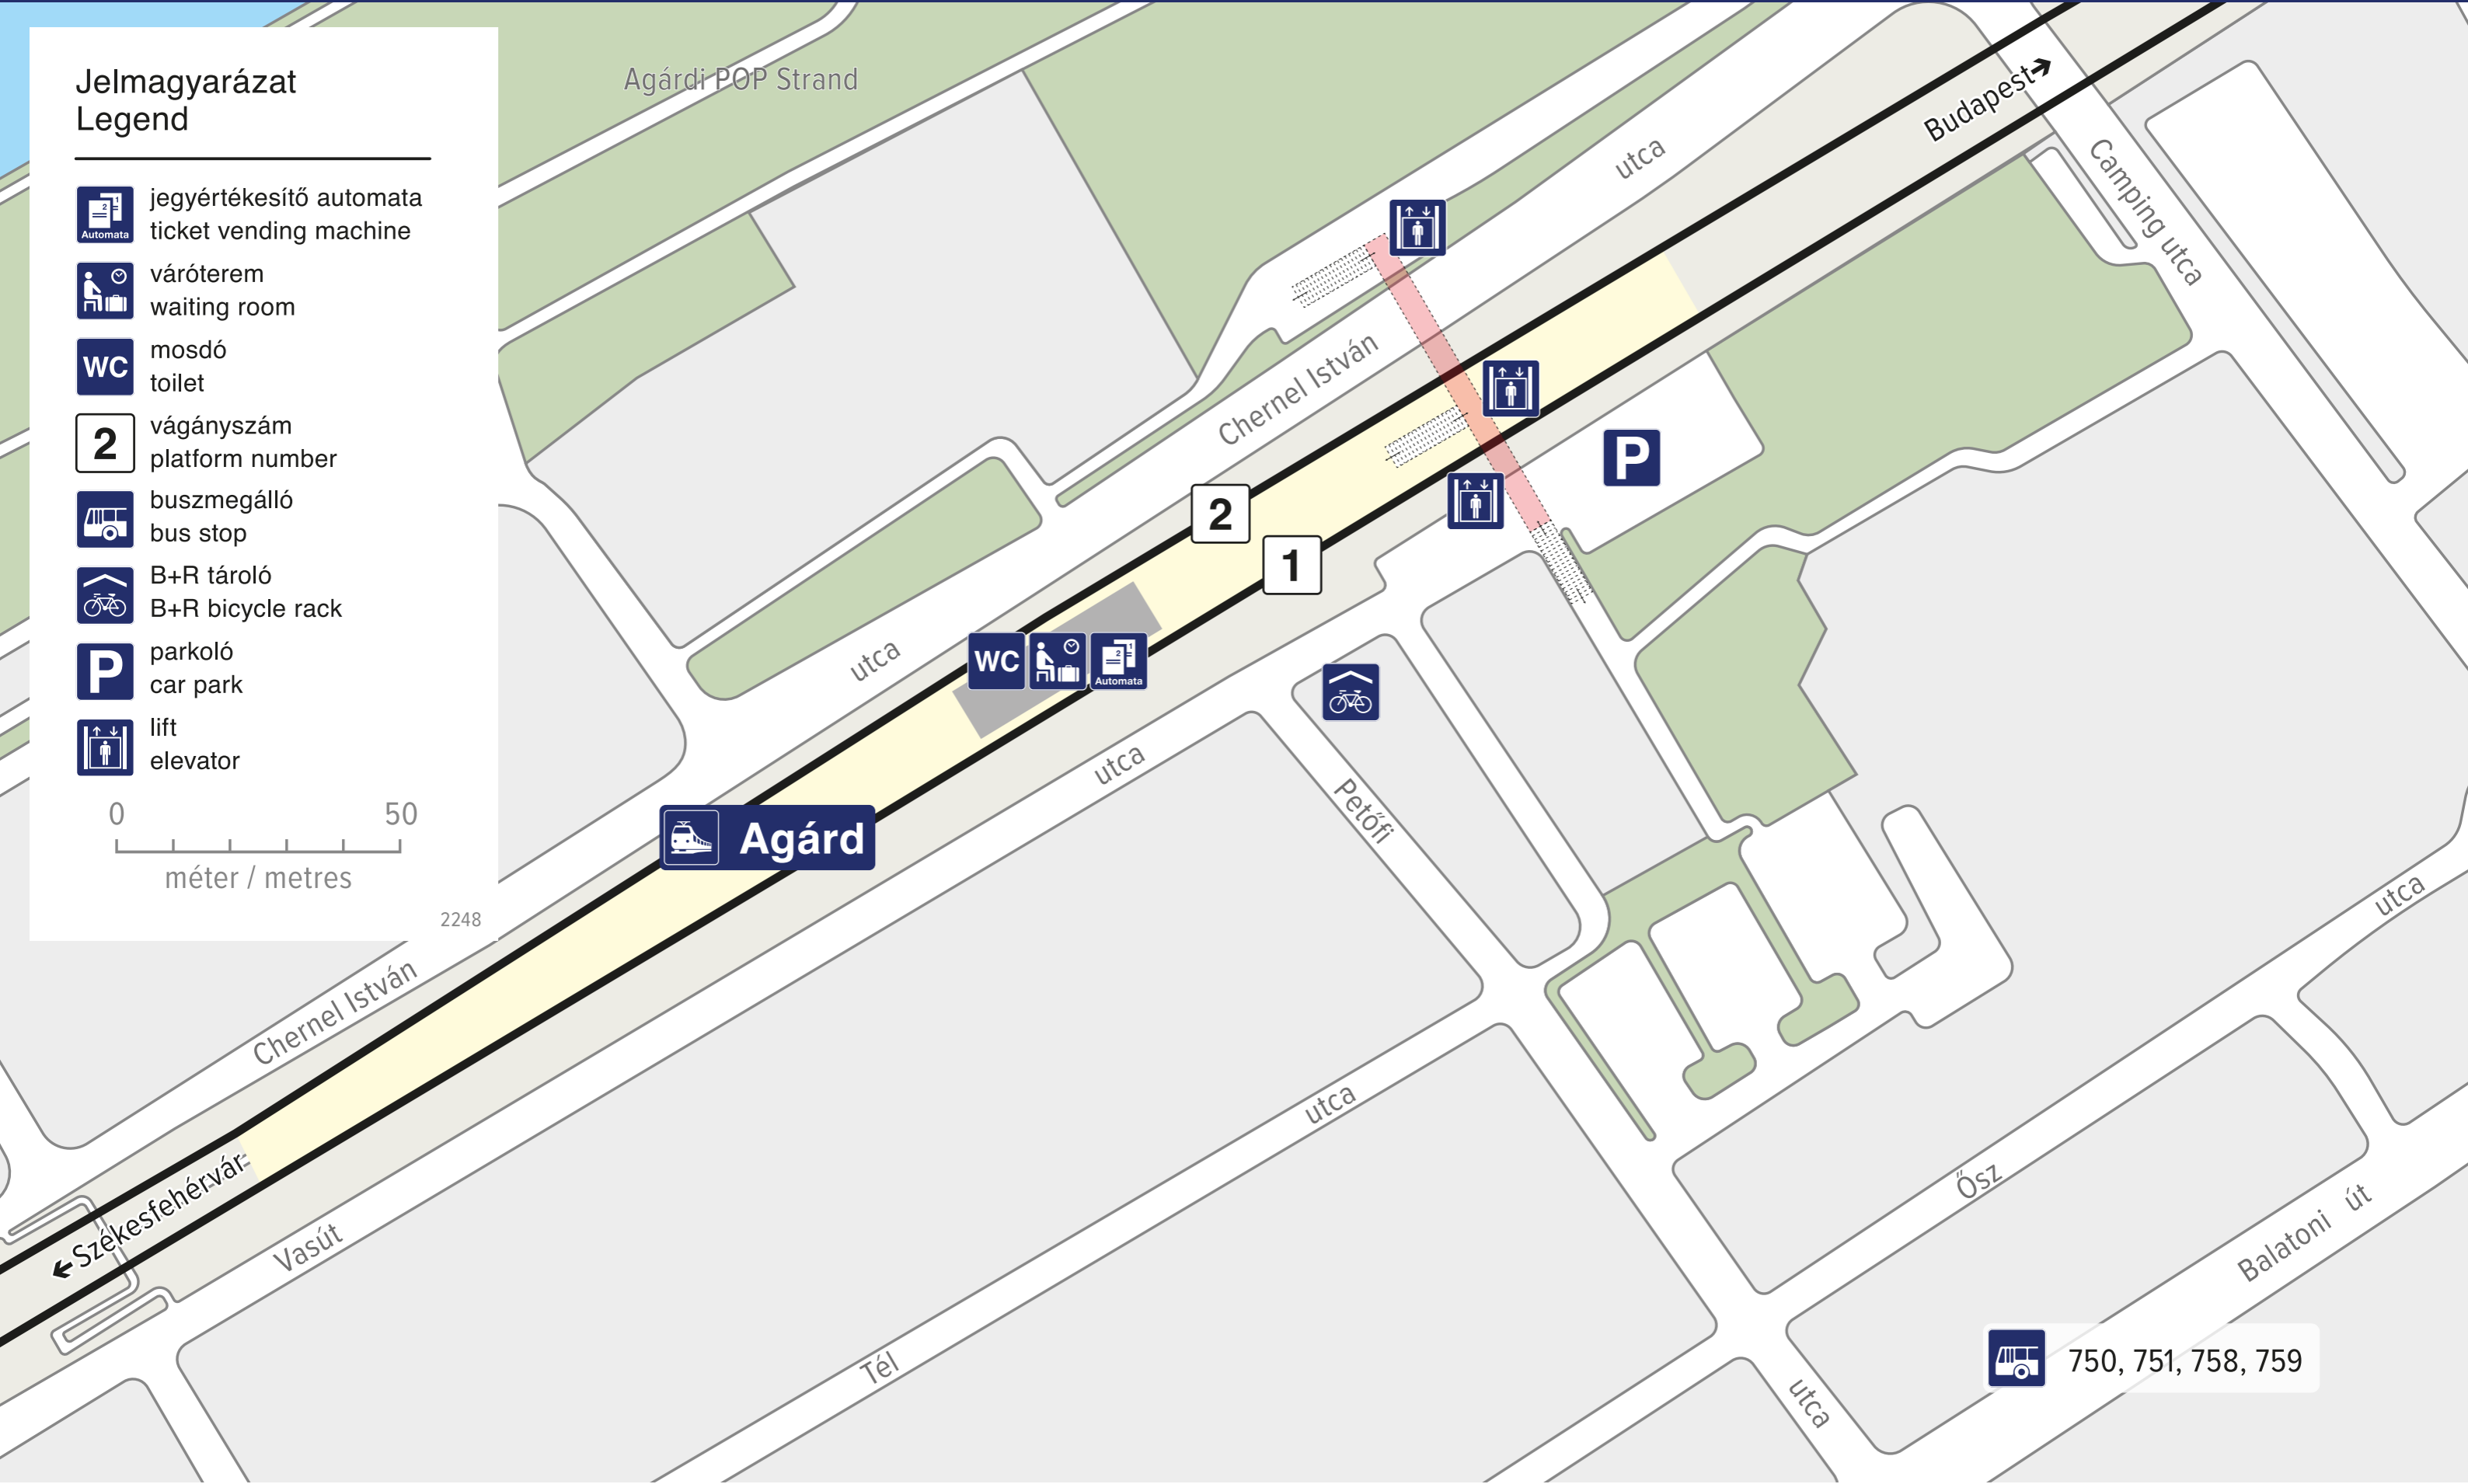 Jelmagyarázat
Legend
Automata
jegyértékesítő automata
ticket vending machine
váróterem
waiting room
WC
mosdó
toilet
2
vágányszám
platform number
buszmegálló
bus stop
B+R tároló
B+R bicycle rack
P
parkoló
car park
lift
elevator
0 50
méter / metres
2248
Agárdi POP Strand
utca
Budapest
Camping utca
Chernel István
P
2
1
utca
WC
Automata
utca
Petőfi
Agárd
utca
Chernel István
utca
Székesfehérvár
Vasút
Ősz
Balatoni út
Tél
utca
750, 751, 758, 759